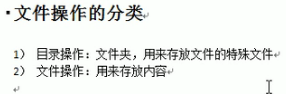 ·文件操作的分类
1) 目录操作：文件夹，用来存放文件的特殊文件
2) 文件操作：用来存放内容